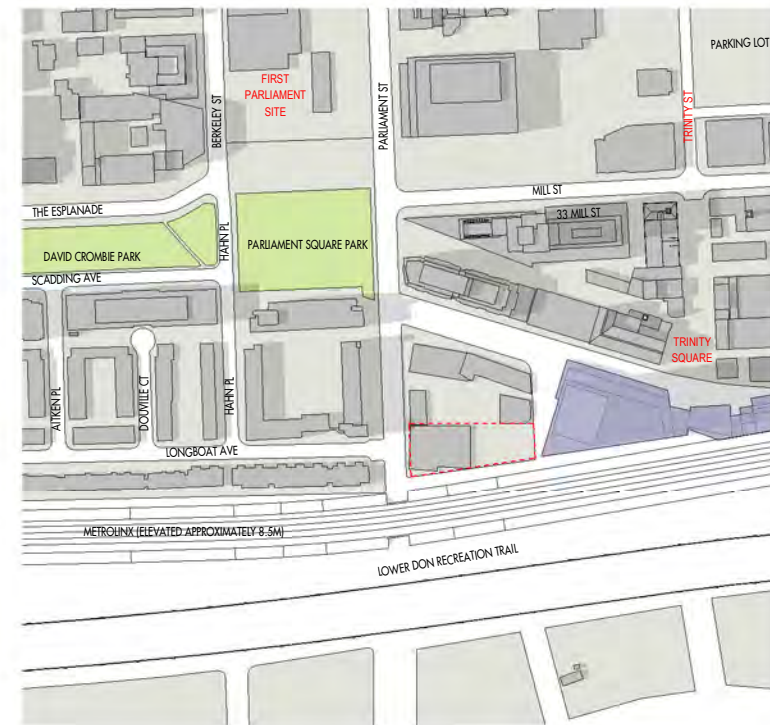 PARKING LOT
FIRST
PARLIAMENT
SITE
BERKELEY ST
PARLIAMENT ST
TRINITY ST
MILL ST
THE ESPLANADE
33 MILL ST
HAHN PL
PARLIAMENT SQUARE PARK
DAVID CROMBIE PARK
SCADDING AVE
TRINITY
SQUARE
AITKEN PL
DOUVILLE CT
HAHN PL
LONGBOAT AVE
METROLINX (ELEVATED APPROXIMATELY 8.5M)
LOWER DON RECREATION TRAIL